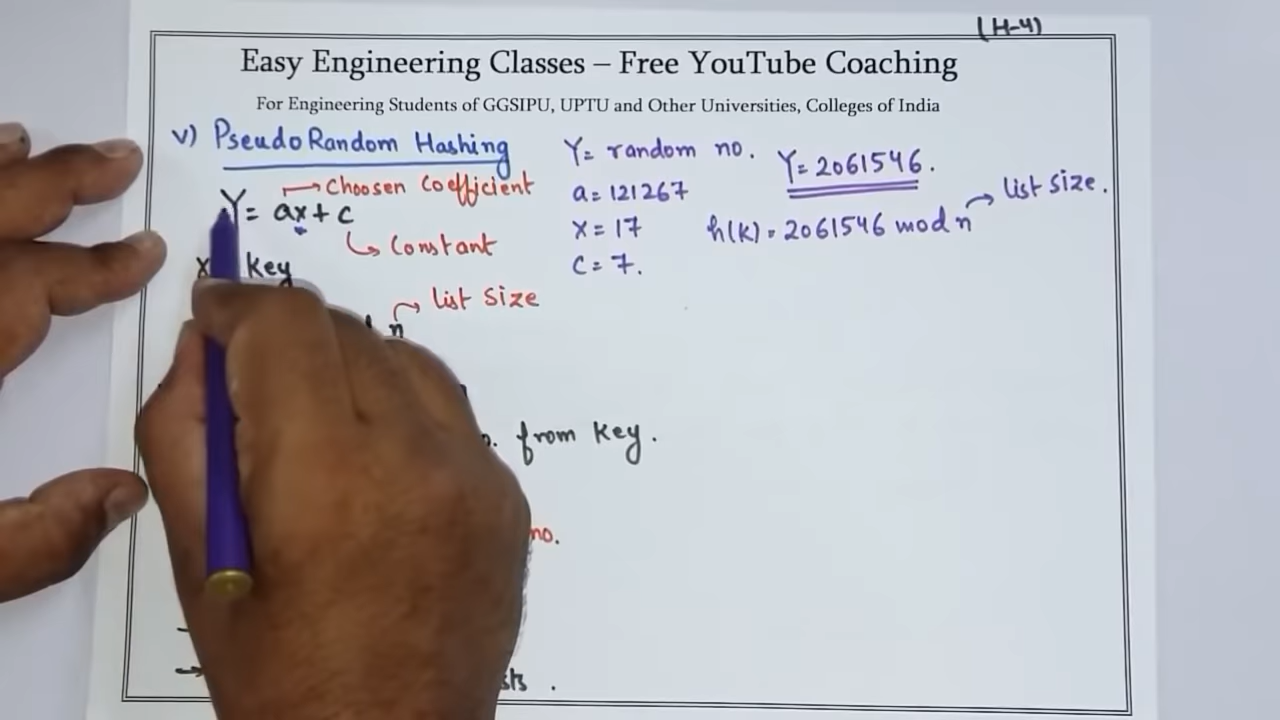 (H-4)
Easy Engineering Classes – Free YouTube Coaching
For Engineering Students of GGSIPU, UPTU and Other Universities, Colleges of India
v) Pseudo Random Hashing
Choosen Coefficient
Y= ax+c
Constant
x key
List Size
n
from key.
no.
Y= random no.
a=121267
x=17
c=7.
Y=2061546.
list size.
h(k)=2061546 mod n